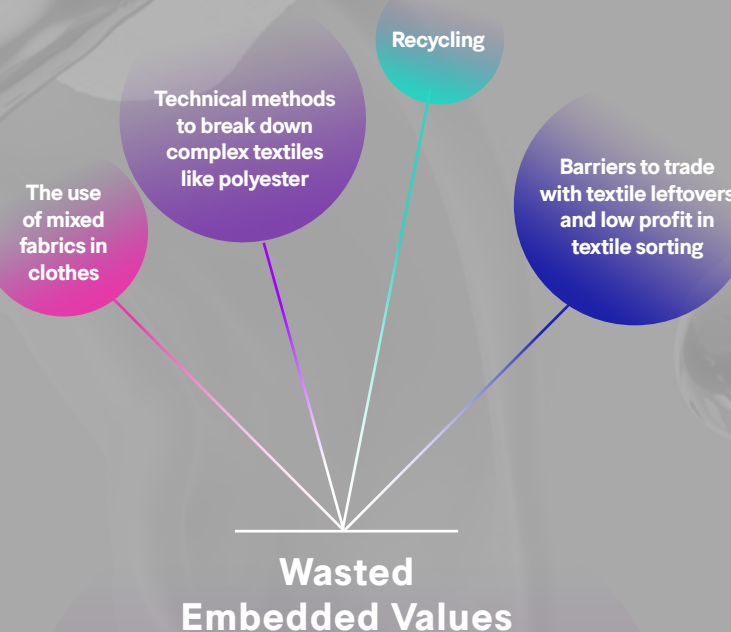 Recycling
Technical methods
to break down
complex textiles
like polyester
The use
of mixed
fabrics in
clothes
Barriers to trade
with textile leftovers
and low profit in
textile sorting
Wasted
Embedded Values